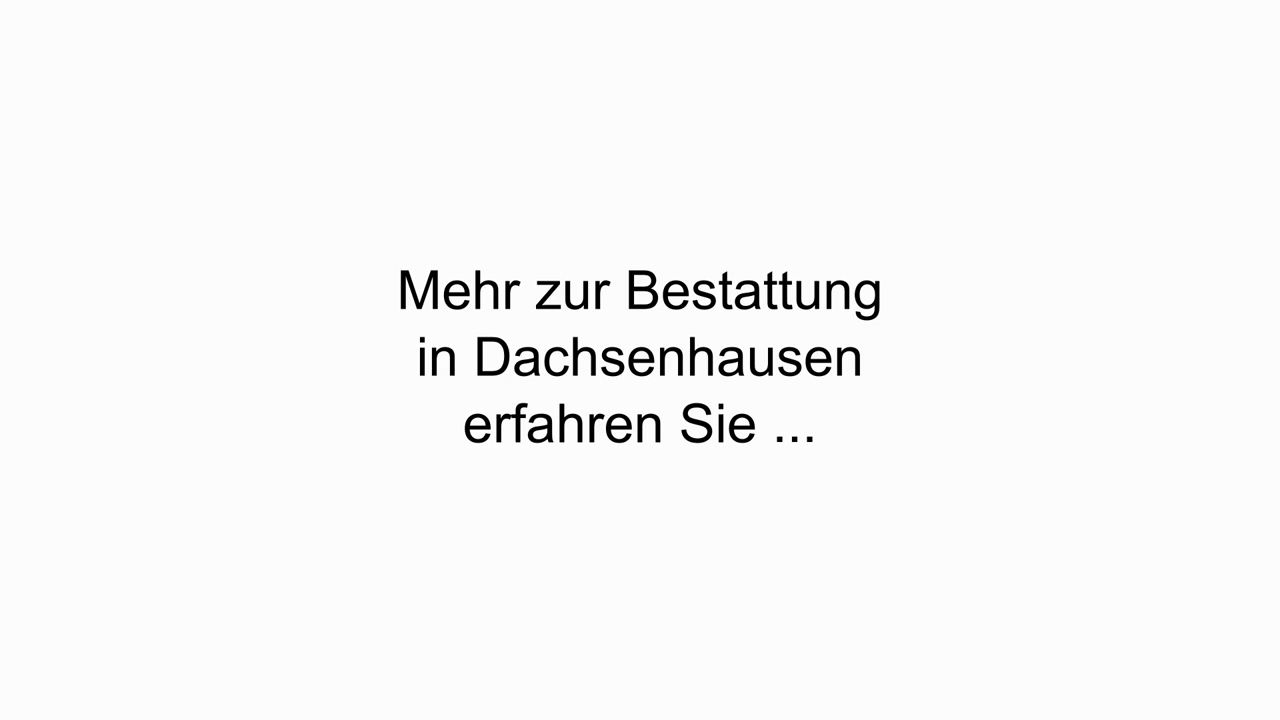 Mehr zur Bestattung
in Dachsenhausen
erfahren Sie ...